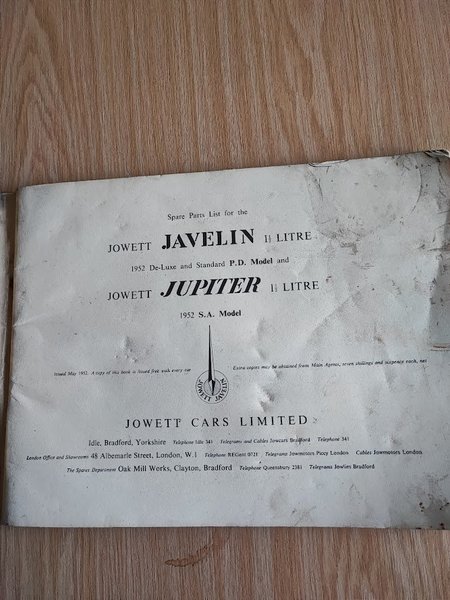 Spare Parts List for the
JOWETT JAVELIN 1½ LITRE
1952 De-Luxe and Standard P.D. Model and
JOWETT JUPITER 1½ LITRE
1952 S.A. Model
Issued May 1952. A copy of this book is issued free with every car
Extra copies may be obtained from Main Agents, seven shillings and sixpence each, net
JOWETT JAVELIN
JOWETT CARS LIMITED
Idle, Bradford, Yorkshire Telephone Idle 341 Telegrams and Cables Jowcars Bradford Telephone 341
London Office and Showrooms 48 Albemarle Street, London, W.1 Telephone REGent 0721 Telegrams Jowmotors Piccy London Cables Jowmotors London
The Spares Department Oak Mill Works, Clayton, Bradford Telephone Queensbury 2383 Telegrams Jowlies Bradford